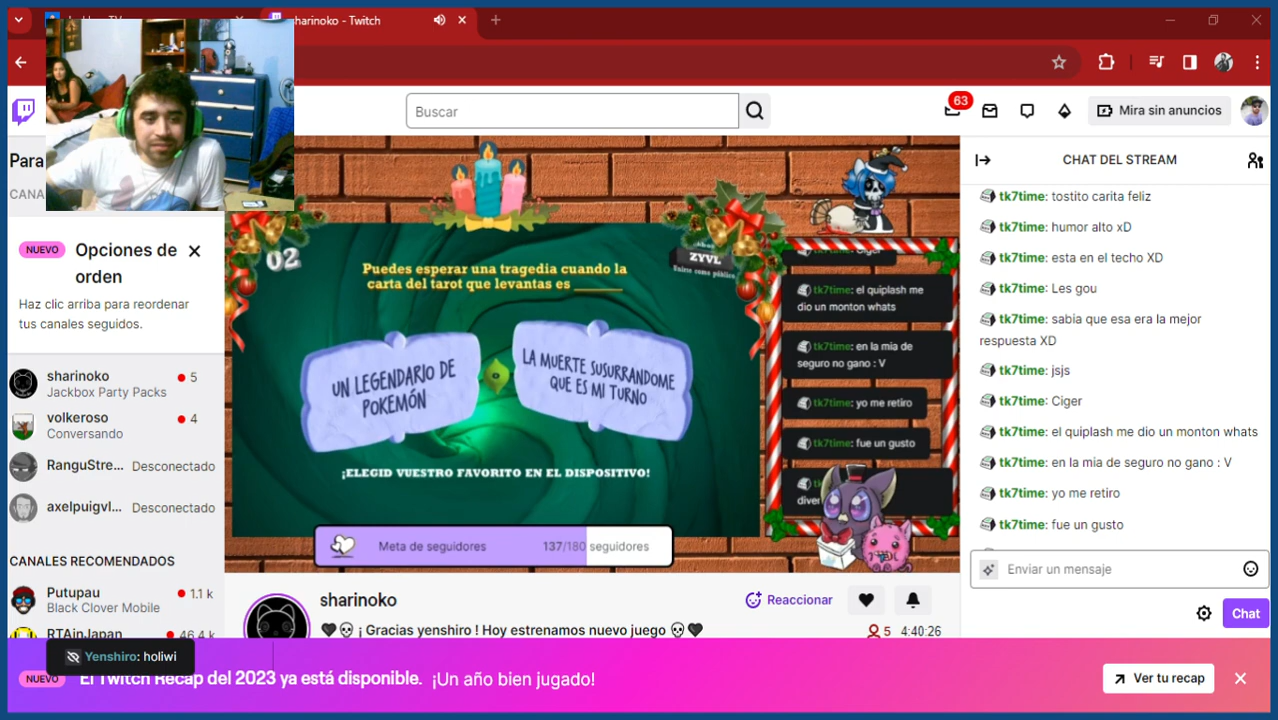 sharinoko - Twitch
63
Buscar
Mira sin anuncios
Para
CANA
NUEVO
Opciones de
orden
Haz clic arriba para reordenar
tus canales seguidos.
sharinoko
5
Jackbox Party Packs
volkeroso
4
Conversando
RanguStre...
Desconectado
axelpuigvl...
Desconectado
CANALES RECOMENDADOS
Putupau
1.1 k
Black Clover Mobile
RTAinJapan
46.4 k
02
Puedes esperar una tragedia cuando la
carta del tarot que levantas es ______
ZYVL
Unirse como público
UN LEGENDARIO DE
POKEMÓN
LA MUERTE SUSURRANDOME
QUE ES MI TURNO
¡ELEGID VUESTRO FAVORITO EN EL DISPOSITIVO!
Meta de seguidores
137/180 seguidores
tk7time: el quiplash me
dio un monton whats
tk7time: en la mia de
seguro no gano : V
tk7time: yo me retiro
tk7time: fue un gusto
diver
sharinoko
Reaccionar
¡ Gracias yenshiro ! Hoy estrenamos nuevo juego
5
4:40:26
CHAT DEL STREAM
tk7time: tostito carita feliz
tk7time: humor alto xD
tk7time: esta en el techo XD
tk7time: Les gou
tk7time: sabia que esa era la mejor
respuesta XD
tk7time: jsjs
tk7time: Ciger
tk7time: el quiplash me dio un monton whats
tk7time: en la mia de seguro no gano : V
tk7time: yo me retiro
tk7time: fue un gusto
Enviar un mensaje
Chat
Yenshiro: holiwi
NUEVO
El Twitch Recap del 2023 ya está disponible. ¡Un año bien jugado!
Ver tu recap